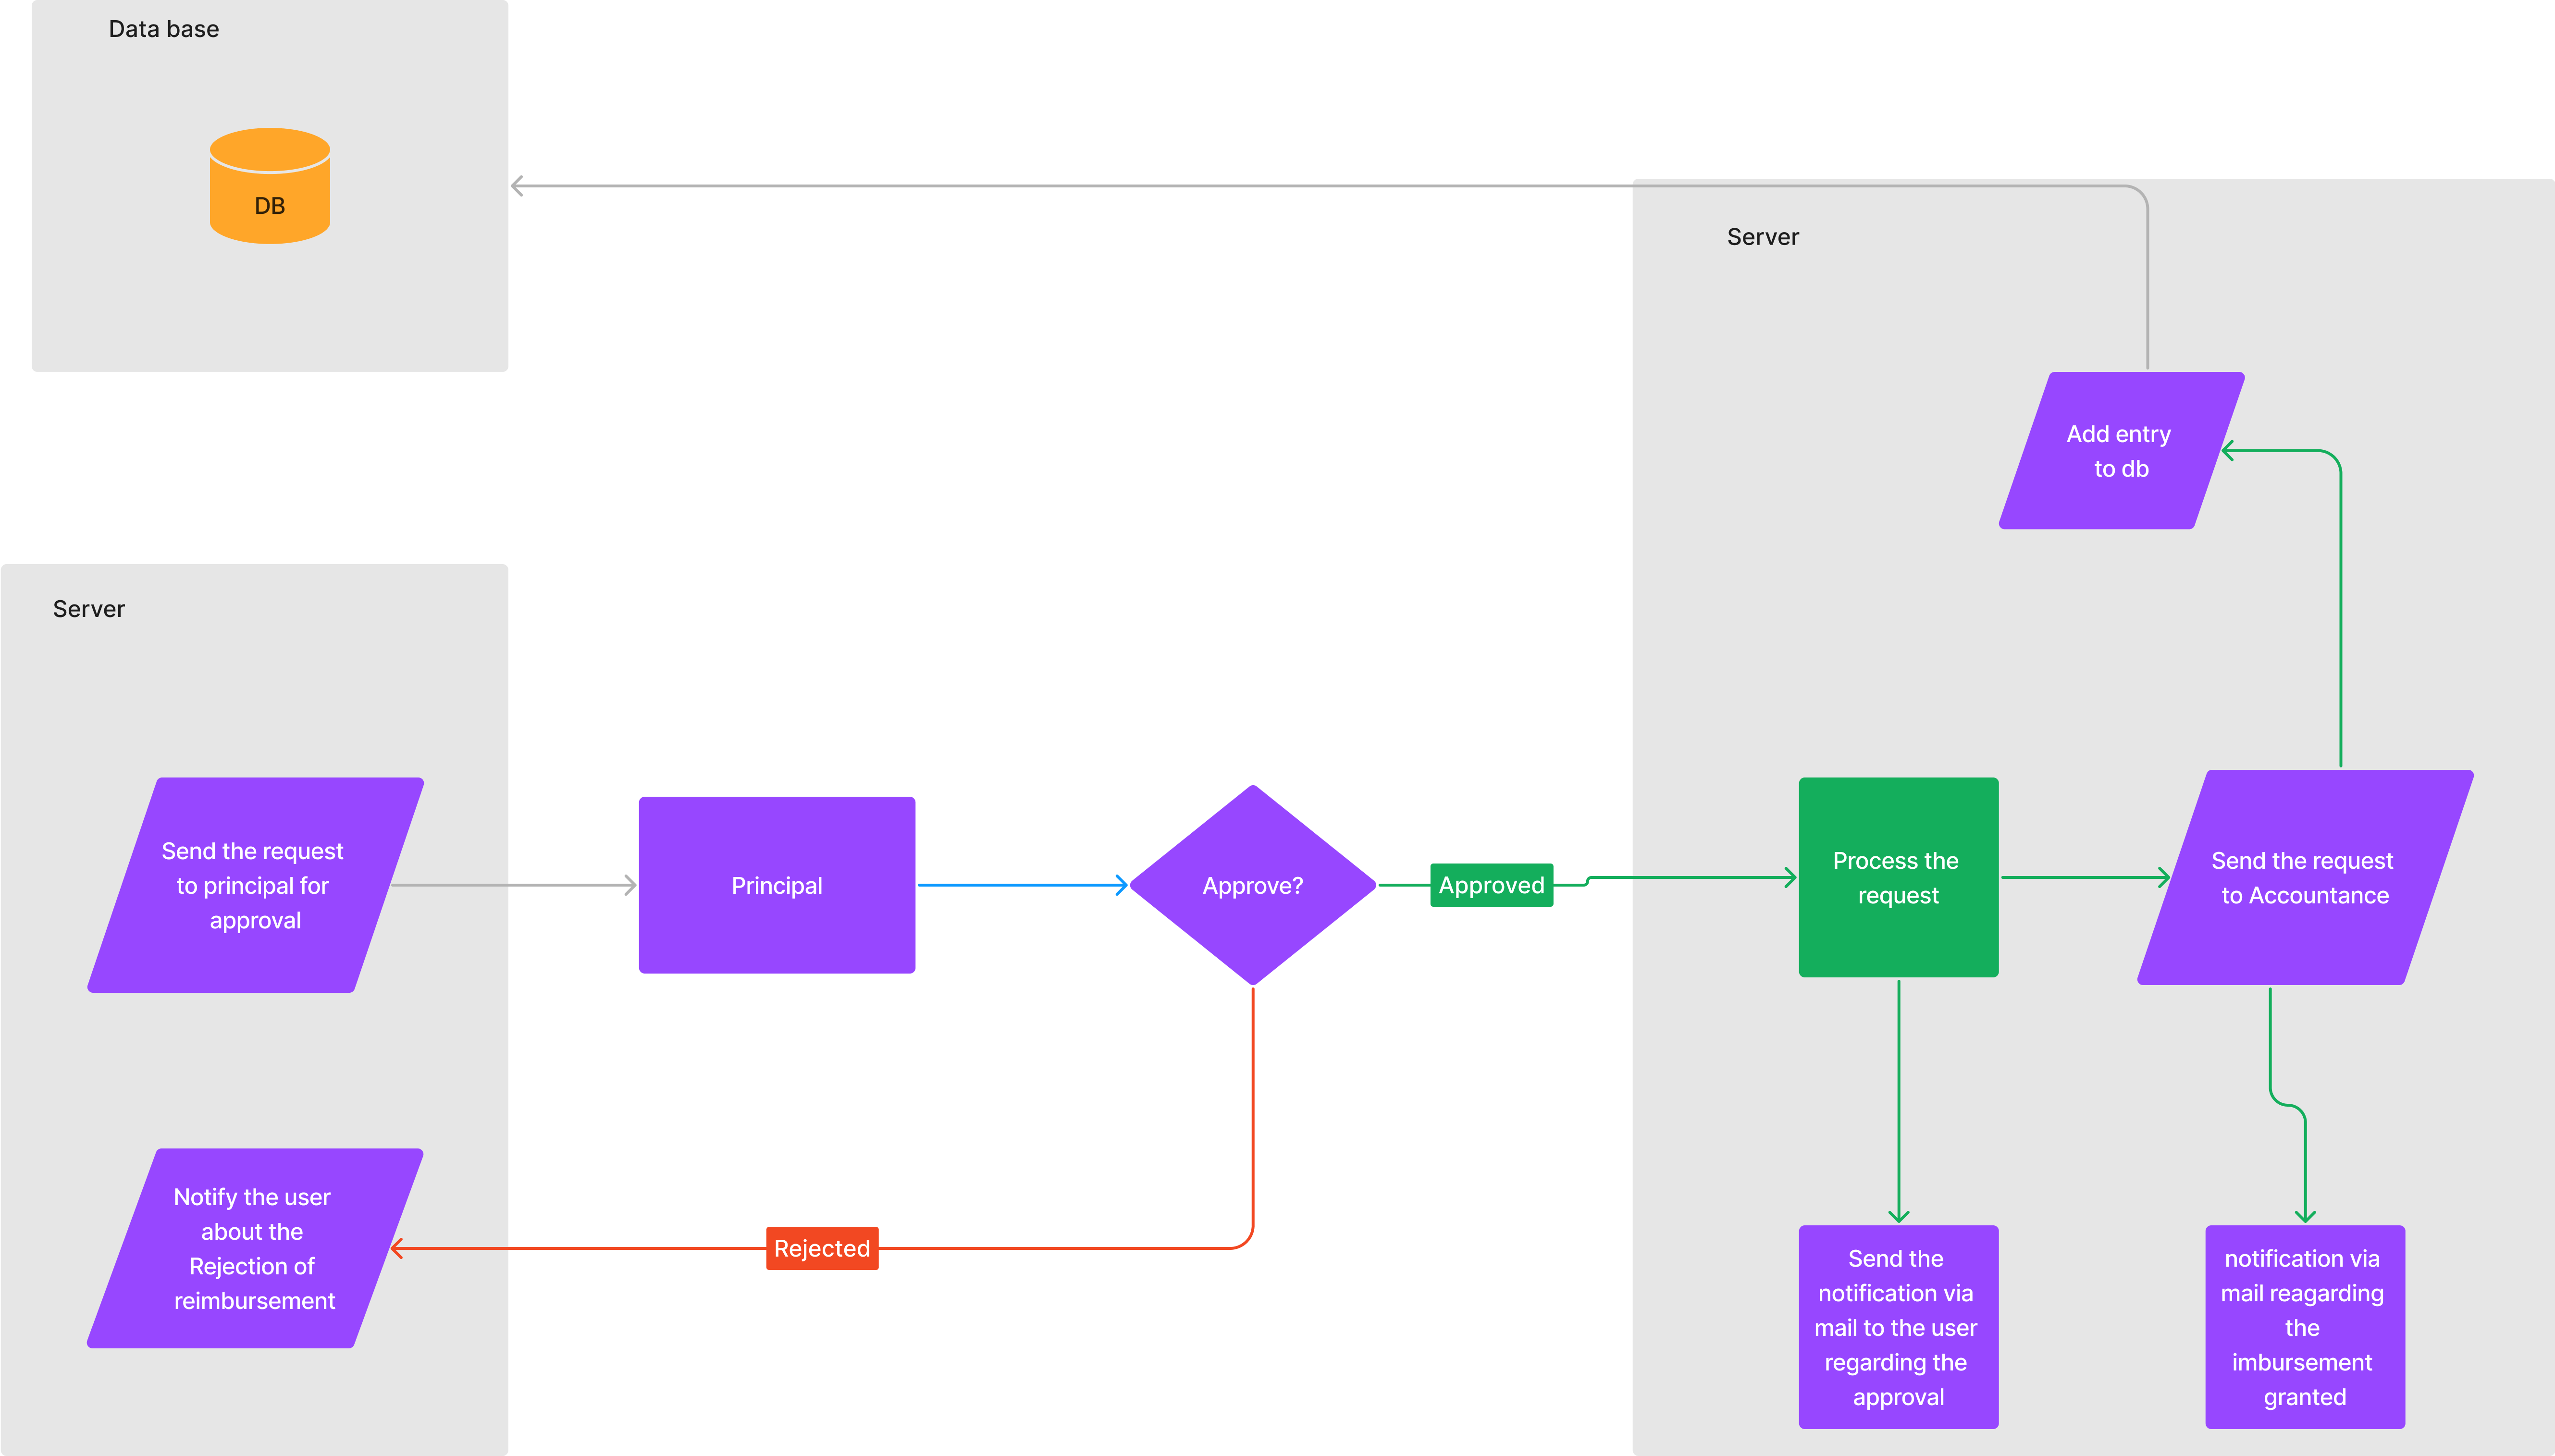 Data base
DB
Server
Add entry
to db
Server
Send the request
to principal for
approval
Principal
Approve?
Approved
Process the
request
Send the request
to Accountance
Notify the user
about the
Rejection of
reimbursement
Rejected
Send the
notification via
mail to the user
regarding the
approval
notification via
mail reagarding
the
imbursement
granted